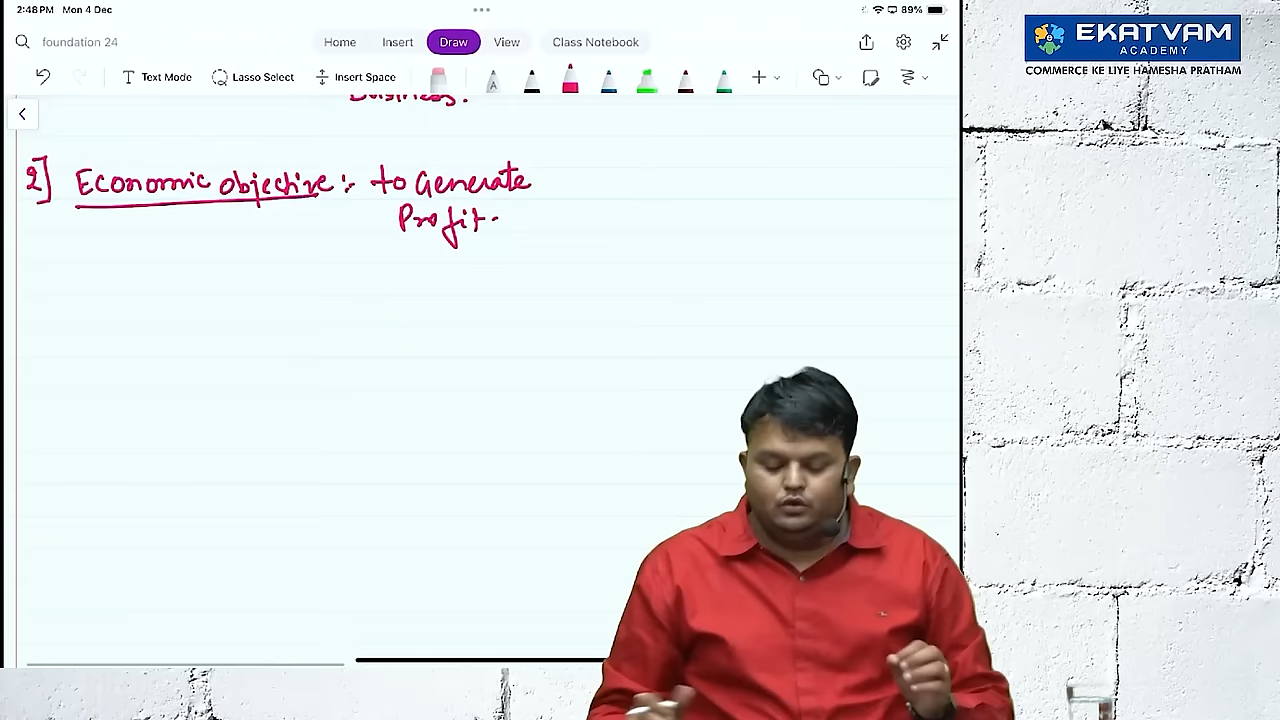 2:48 PM Mon 4 Dec
89%
foundation 24
Home Insert Draw View Class Notebook
Text Mode Lasso Select Insert Space
Business.
2] Economic objective :- to Generate
Profit.
EKATVAM
ACADEMY
COMMERCE KE LIYE HAMESHA PRATHAM